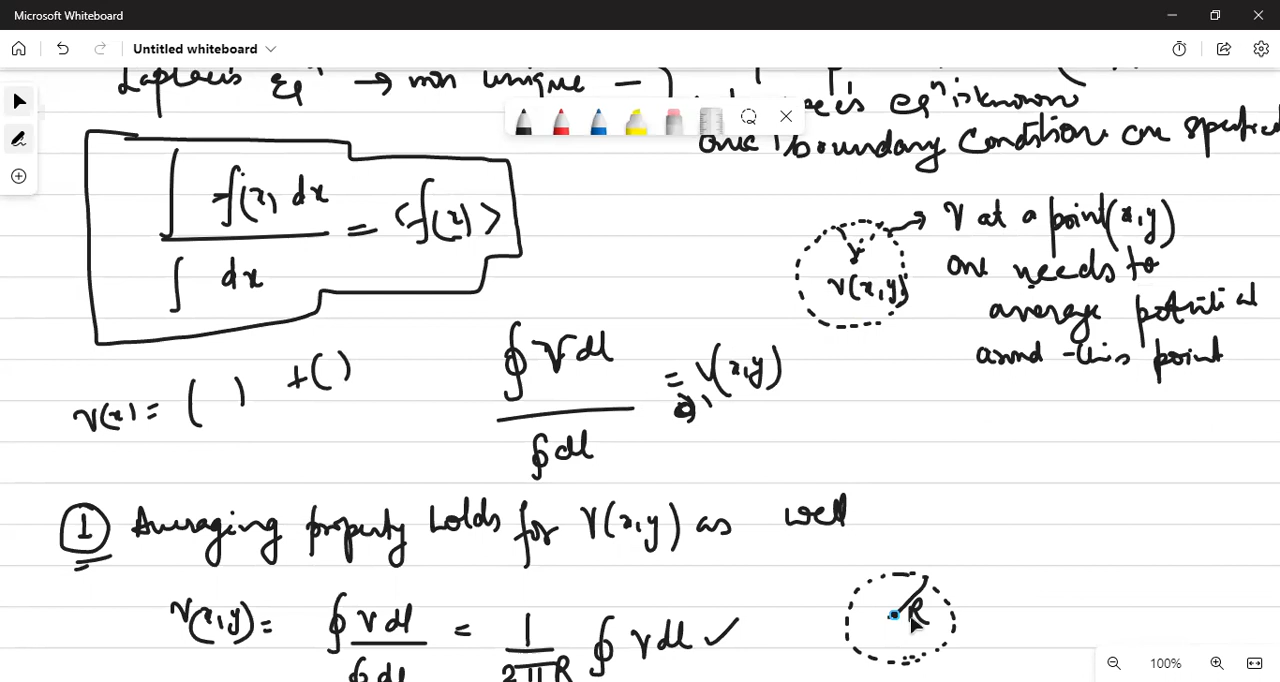 Microsoft Whiteboard
Untitled whiteboard
Laplace's Eqⁿ → non unique –
eqⁿ is known
one boundary condition are specified
∫ f(x) dx / ∫ dx = <f(x)>
V at a point (x,y)
one needs to
average potential
around this point
V(x,y)
V(x) = ( ) + ( )
∮ V dl / ∮ dl = V(x,y)
① Averaging property holds for V(x,y) as well
V(x,y) = ∮ V dl / ∮ dl = 1 / 2πR ∮ V dl ✓
R
100%